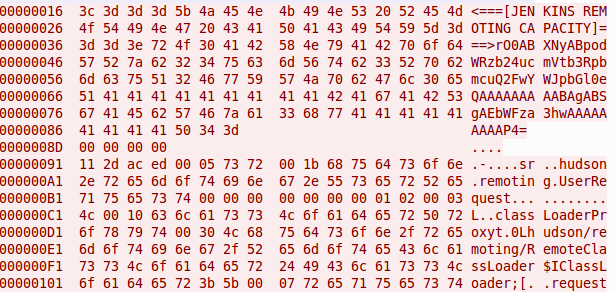 00000016 3c 3d 3d 3d 5b 4a 45 4e 4b 49 4e 53 20 52 45 4d <===[JEN KINS REM
00000026 4f 54 49 4e 47 20 43 41 50 41 43 49 54 59 5d 3d OTING CA PACITY]=
00000036 3d 3d 3e 72 4f 30 41 42 58 4e 79 41 42 70 6f 64 ==>rO0AB XNyABpod
00000046 57 52 7a 62 32 34 75 63 6d 56 74 62 33 52 70 62 WRzb24uc mVtb3Rpb
00000056 6d 63 75 51 32 46 77 59 57 4a 70 62 47 6c 30 65 mcuQ2FwY WJpbGl0e
00000066 51 41 41 41 41 41 41 41 41 41 42 41 67 41 42 53 QAAAAAAA AABAgABS
00000076 67 41 45 62 57 46 7a 61 33 68 77 41 41 41 41 41 gAEbWFza 3hwAAAAA
00000086 41 41 41 41 50 34 3d AAAAP4=
0000008D 00 00 00 00 ....
00000091 11 2d ac ed 00 05 73 72 00 1b 68 75 64 73 6f 6e .-....sr ..hudson
000000A1 2e 72 65 6d 6f 74 69 6e 67 2e 55 73 65 72 52 65 .remotin g.UserRe
000000B1 71 75 65 73 74 00 00 00 00 00 00 00 01 02 00 03 quest... ........
000000C1 4c 00 10 63 6c 61 73 73 4c 6f 61 64 65 72 50 72 L..class LoaderPr
000000D1 6f 78 79 74 00 30 4c 68 75 64 73 6f 6e 2f 72 65 oxyt.0Lh udson/re
000000E1 6d 6f 74 69 6e 67 2f 52 65 6d 6f 74 65 43 6c 61 moting/R emoteCla
000000F1 73 73 4c 6f 61 64 65 72 24 49 43 6c 61 73 73 4c ssLoader $IClassL
00000101 6f 61 64 65 72 3b 5b 00 07 72 65 71 75 65 73 74 oader;[. .request